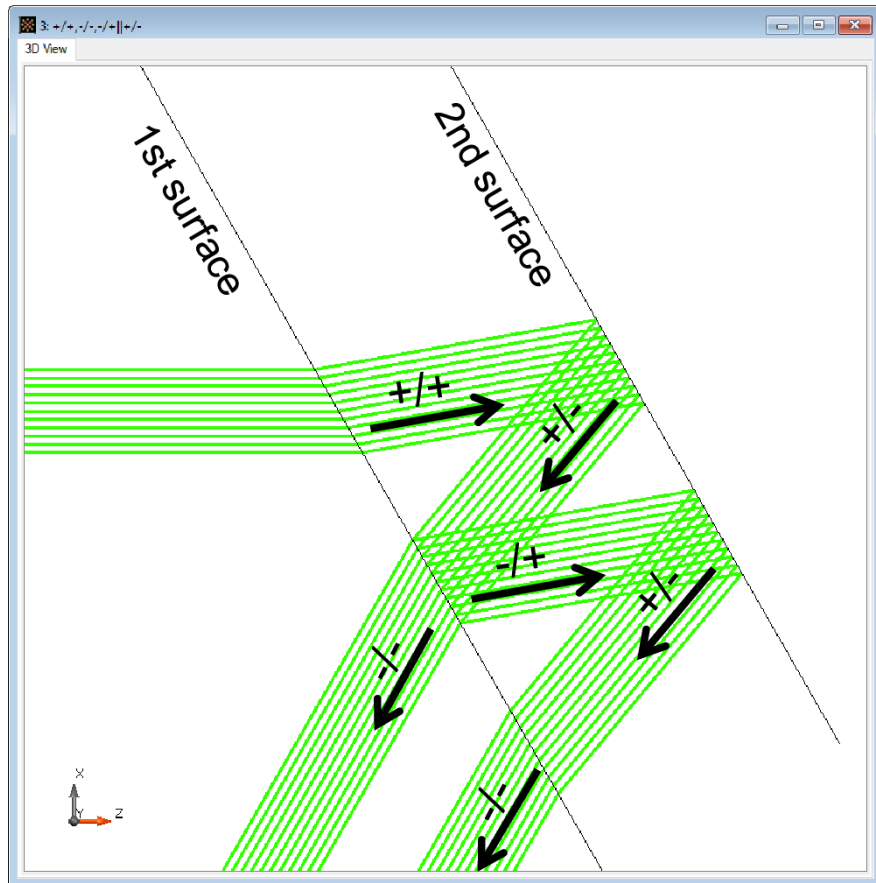 3: +/+,-/-,-/+||+/-
3D View
1st surface
2nd surface
+/+
+/-
-/+
+/-
-/-
-/-
X
Y
Z